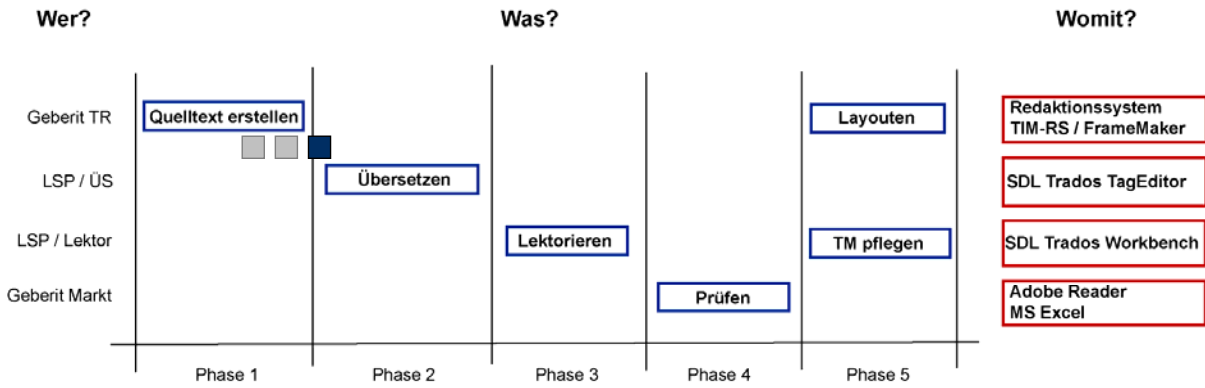 Wer?
Was?
Womit?
Geberit TR
Quelltext erstellen
Layouten
Redaktionssystem
TIM-RS / FrameMaker
LSP / ÜS
Übersetzen
SDL Trados TagEditor
LSP / Lektor
Lektorieren
TM pflegen
SDL Trados Workbench
Geberit Markt
Prüfen
Adobe Reader
MS Excel
Phase 1
Phase 2
Phase 3
Phase 4
Phase 5